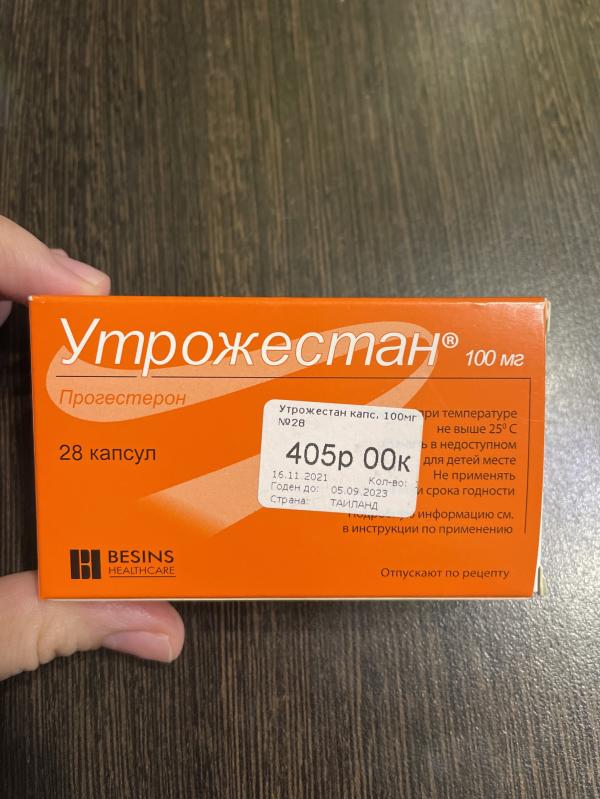 Утрожестан® 100 мг
Прогестерон
28 капсул
Утрожестан капс. 100мг
№28
405р 00к
16.11.2021 Кол-во:
Годен до: 05.09.2023
Страна: ТАИЛАНД
при температуре
не выше 25⁰ С
в недоступном
для детей месте
Не применять
срока годности
информацию см.
в инструкции по применению
BESINS
HEALTHCARE
Отпускают по рецепту